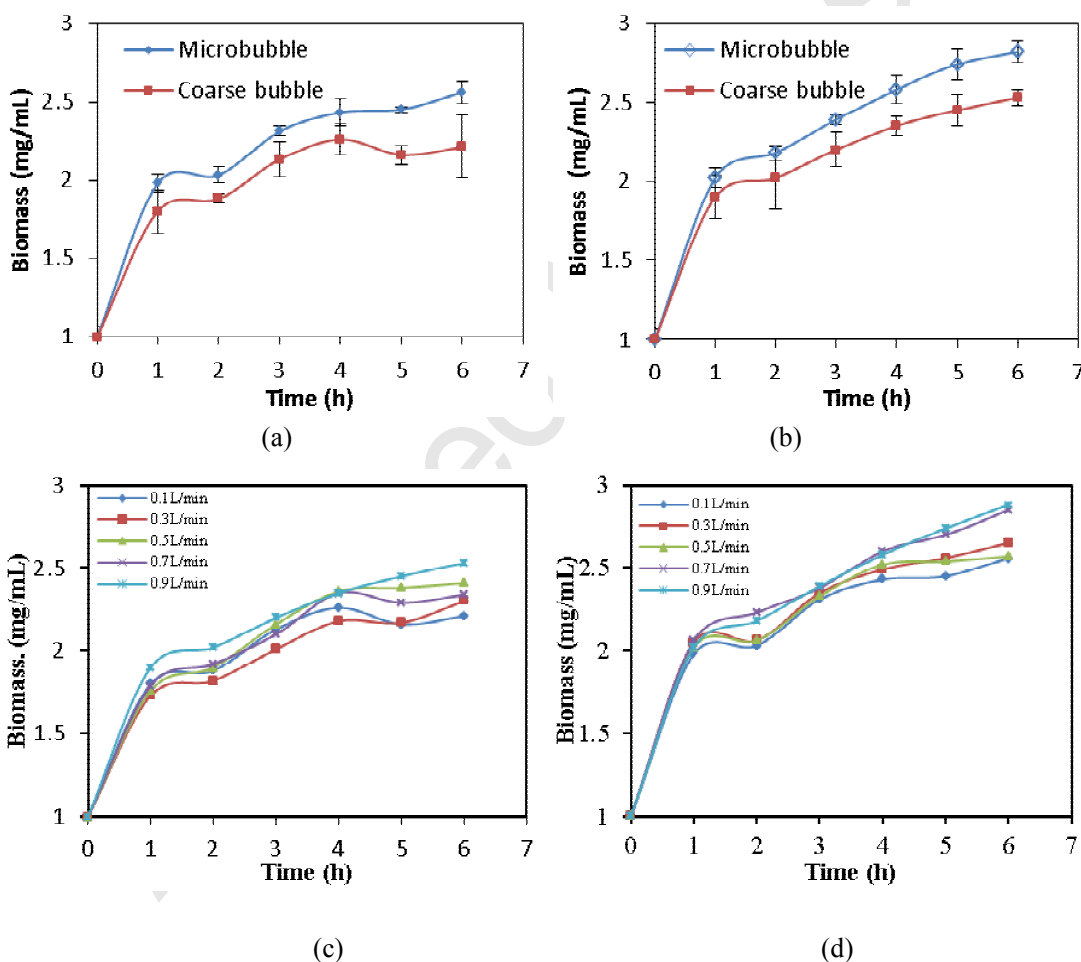 3
2.5
2
1.5
1
Biomass (mg/mL)
Microbubble
Coarse bubble
0 1 2 3 4 5 6 7
Time (h)
(a)
3
2.5
2
1.5
1
Biomass (mg/mL)
Microbubble
Coarse bubble
0 1 2 3 4 5 6 7
Time (h)
(b)
3
2.5
2
1.5
1
Biomass. (mg/mL)
0.1L/min
0.3L/min
0.5L/min
0.7L/min
0.9L/min
0 1 2 3 4 5 6 7
Time (h)
(c)
3
2.5
2
1.5
1
Biomass (mg/mL)
0.1L/min
0.3L/min
0.5L/min
0.7L/min
0.9L/min
0 1 2 3 4 5 6 7
Time (h)
(d)